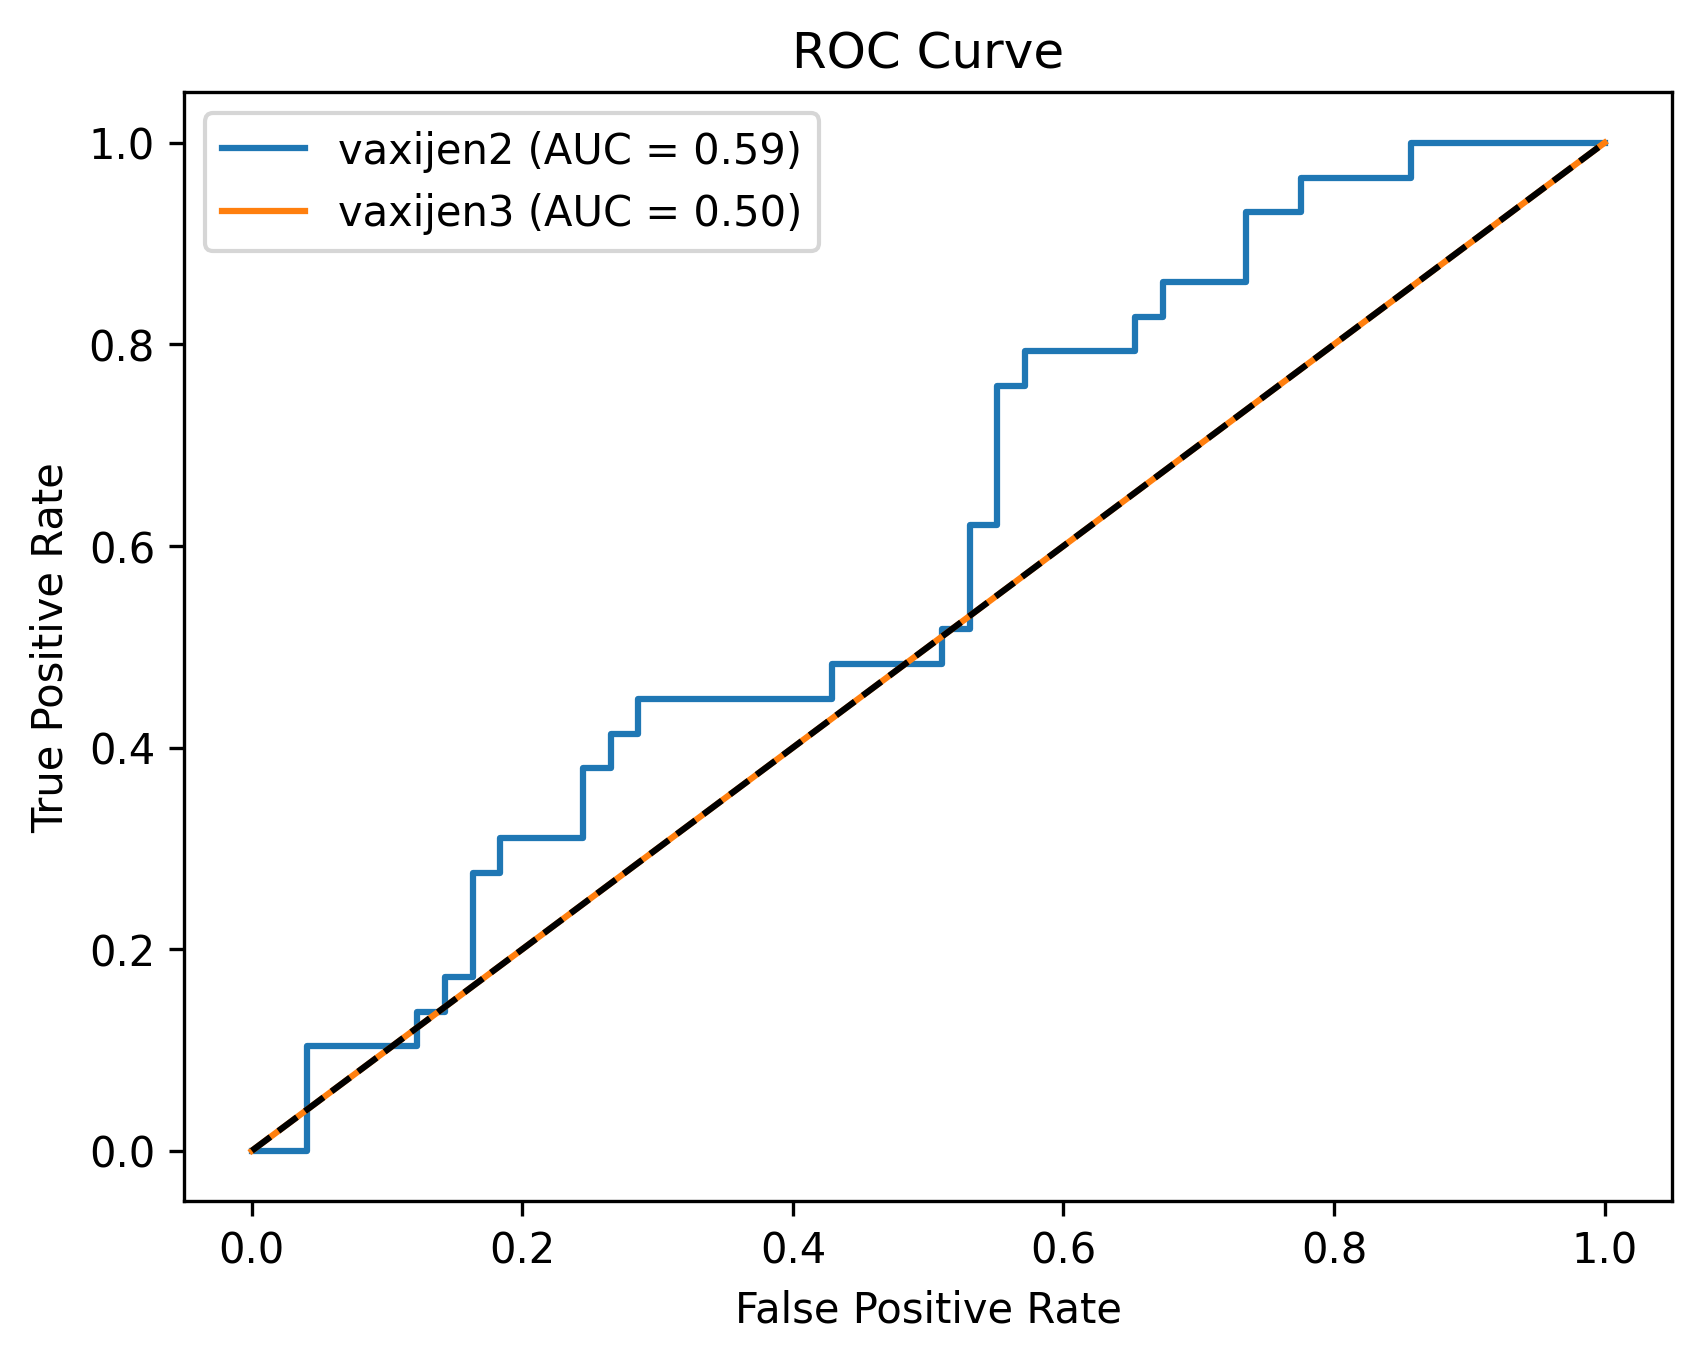 ROC Curve
vaxijen2 (AUC = 0.59)
vaxijen3 (AUC = 0.50)
True Positive Rate
1.0
0.8
0.6
0.4
0.2
0.0
0.0 0.2 0.4 0.6 0.8 1.0
False Positive Rate